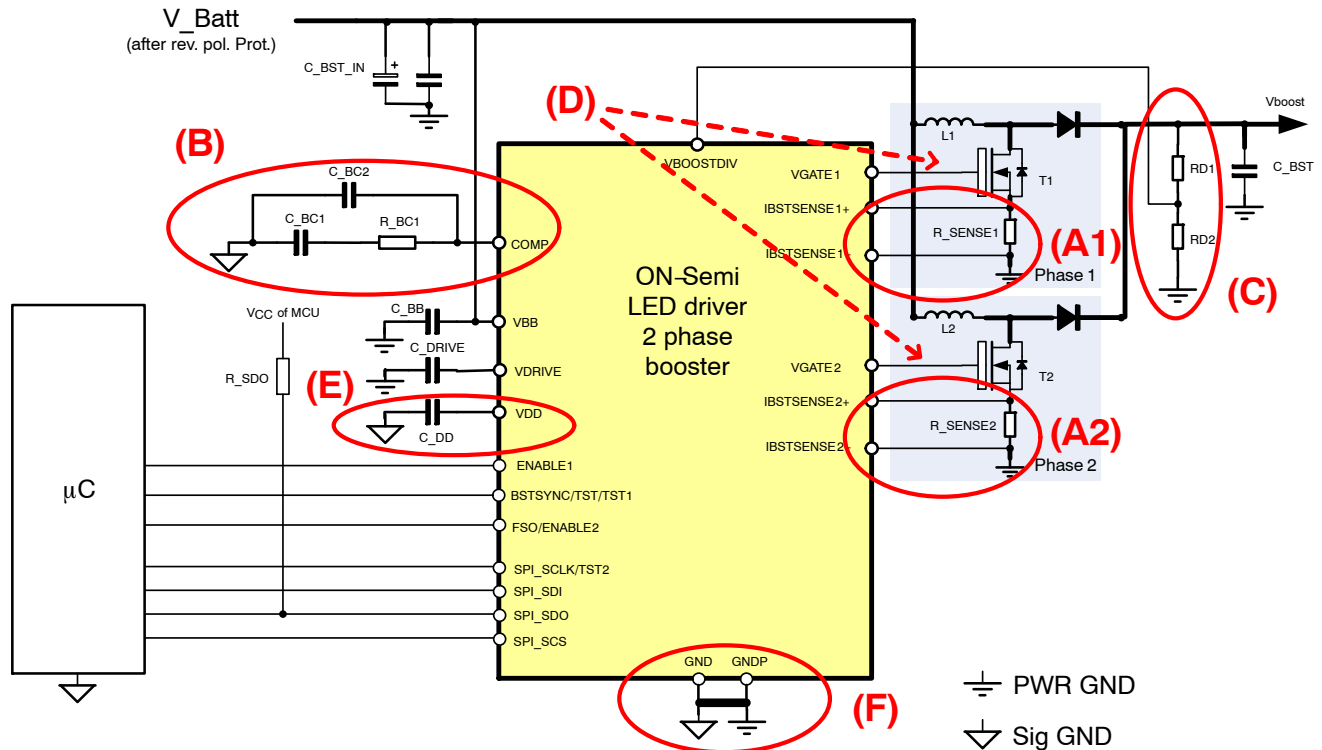 V_Batt
(after rev. pol. Prot.)
C_BST_IN
+
(D)
(B)
C_BC2
C_BC1
R_BC1
COMP
VBOOSTDIV
VGATE1
IBSTSENSE1+
IBSTSENSE1-
L1
T1
R_SENSE1
(A1)
Phase 1
Vboost
RD1
C_BST
RD2
(C)
ON-Semi
LED driver
2 phase
booster
VCC of MCU
R_SDO
C_BB
VBB
C_DRIVE
VDRIVE
(E)
VDD
C_DD
L2
VGATE2
T2
IBSTSENSE2+
IBSTSENSE2-
R_SENSE2
(A2)
Phase 2
μC
ENABLE1
BSTSYNC/TST/TST1
FSO/ENABLE2
SPI_SCLK/TST2
SPI_SDI
SPI_SDO
SPI_SCS
GND
GNDP
(F)
PWR GND
Sig GND